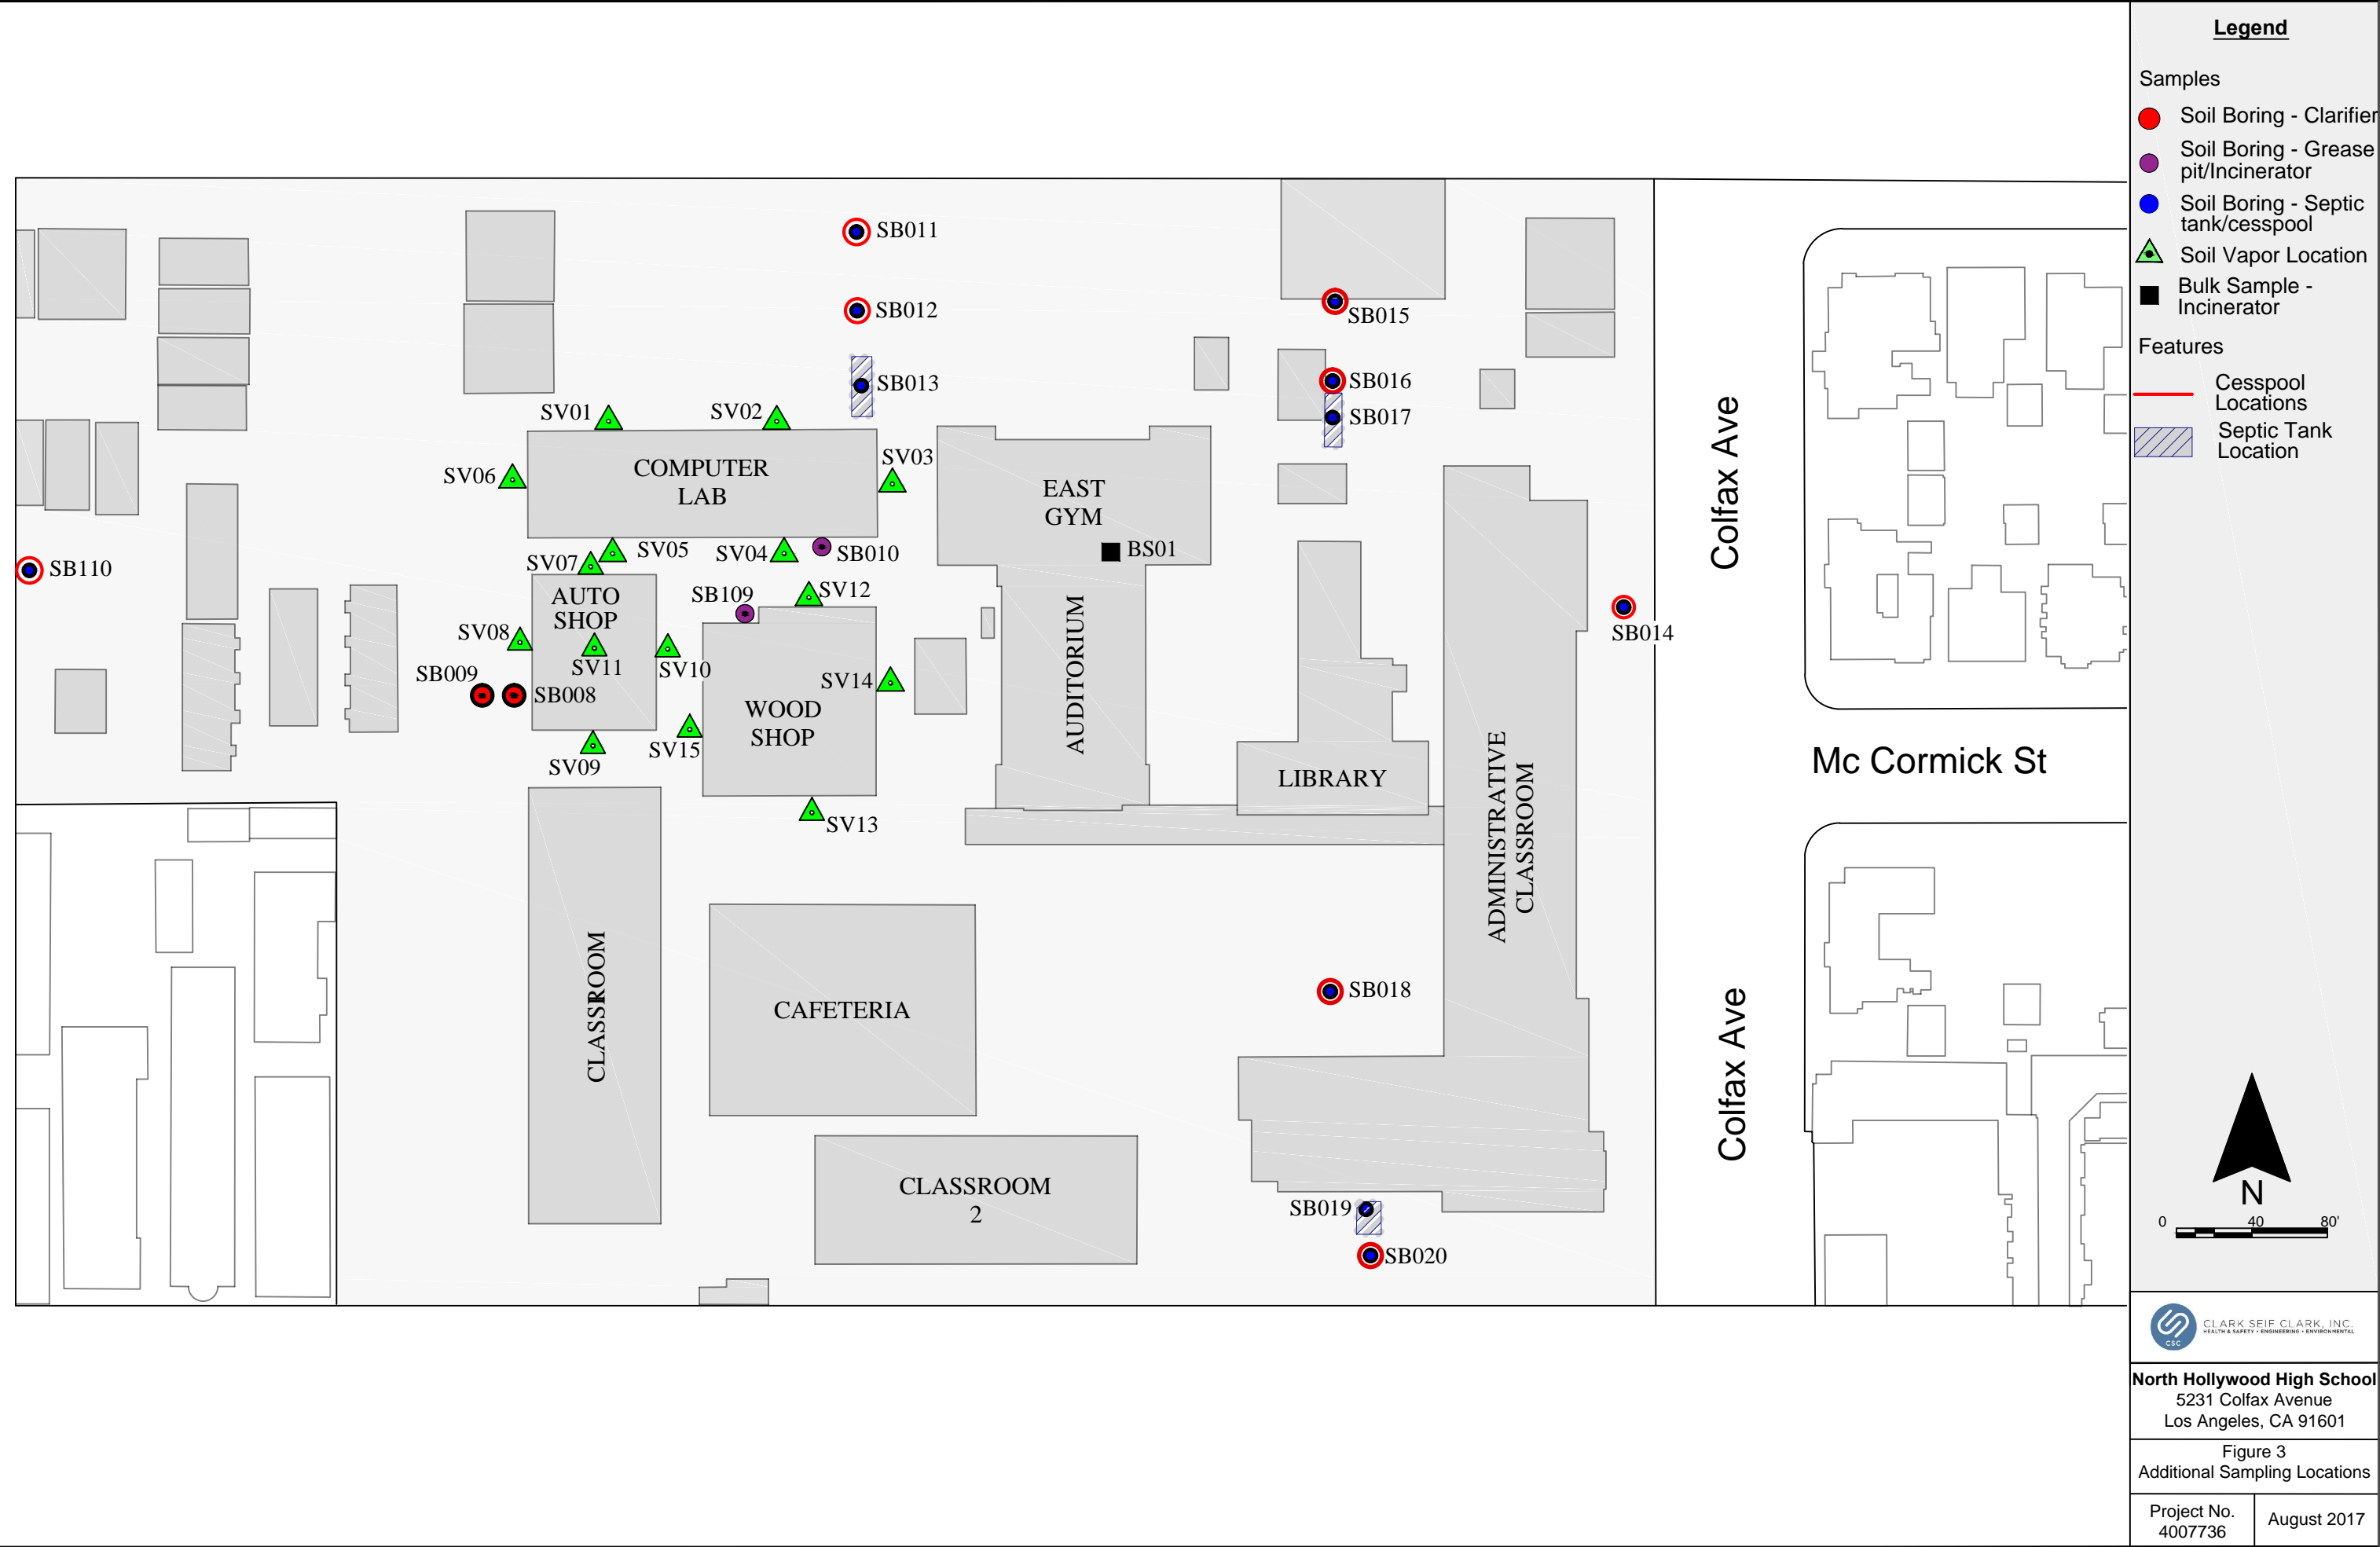 Legend
Samples
Soil Boring - Clarifier
Soil Boring - Grease
pit/Incinerator
Soil Boring - Septic
tank/cesspool
Soil Vapor Location
Bulk Sample -
Incinerator
Features
Cesspool
Locations
Septic Tank
Location
SB011
SB012
SB015
SB013
SB016
SB017
SV01
SV02
SV03
SV06
COMPUTER
LAB
EAST
GYM
SV05
SV04
SB010
BS01
SV07
SB110
AUTO
SHOP
SB109
SV12
SV08
SV11
SV10
SB014
SB009
SB008
SV14
WOOD
SHOP
SV15
SV09
SV13
AUDITORIUM
LIBRARY
ADMINISTRATIVE
CLASSROOM
Colfax Ave
Mc Cormick St
CLASSROOM
CAFETERIA
SB018
Colfax Ave
CLASSROOM
2
SB019
SB020
N
0 40 80'
CSC
CLARK SEIF CLARK, INC.
HEALTH & SAFETY • ENGINEERING • ENVIRONMENTAL
North Hollywood High School
5231 Colfax Avenue
Los Angeles, CA 91601
Figure 3
Additional Sampling Locations
Project No.
4007736
August 2017